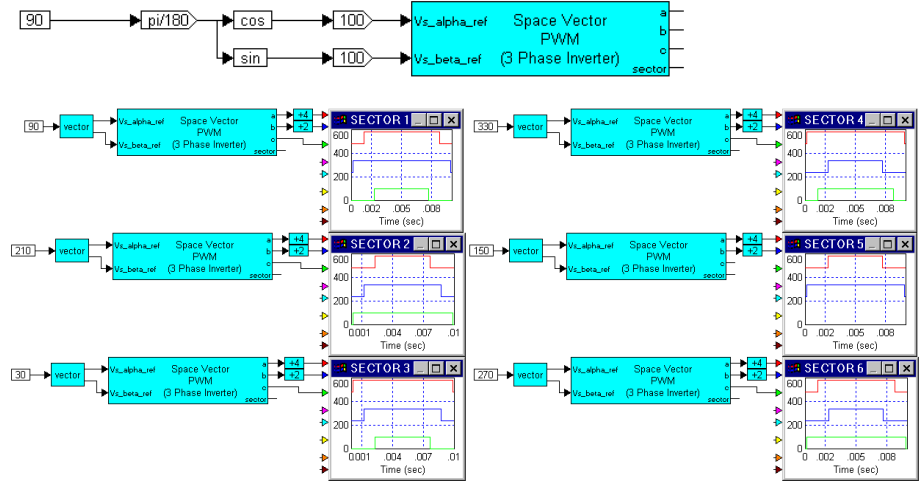 90 pi/180 cos 100 Vs_alpha_ref Space Vector a
PWM b
sin 100 Vs_beta_ref (3 Phase Inverter) c
sector
90 vector Vs_alpha_ref Space Vector a +4
Vs_beta_ref PWM b +2
(3 Phase Inverter) c
sector
SECTOR 1
600
400
200
0
0 .002 .005 .008
Time (sec)
330 vector Vs_alpha_ref Space Vector a +4
Vs_beta_ref PWM b +2
(3 Phase Inverter) c
sector
SECTOR 4
600
400
200
0
0 .002 .005 .008
Time (sec)
210 vector Vs_alpha_ref Space Vector a +4
Vs_beta_ref PWM b +2
(3 Phase Inverter) c
sector
SECTOR 2
600
400
200
0
0.001 .004 .007 .01
Time (sec)
150 vector Vs_alpha_ref Space Vector a +4
Vs_beta_ref PWM b +2
(3 Phase Inverter) c
sector
SECTOR 5
600
400
200
0
0 .002 .005 .008
Time (sec)
30 vector Vs_alpha_ref Space Vector a +4
Vs_beta_ref PWM b +2
(3 Phase Inverter) c
sector
SECTOR 3
600
400
200
0
0.001 .004 .007 .01
Time (sec)
270 vector Vs_alpha_ref Space Vector a +4
Vs_beta_ref PWM b +2
(3 Phase Inverter) c
sector
SECTOR 6
600
400
200
0
0 .002 .005 .008
Time (sec)